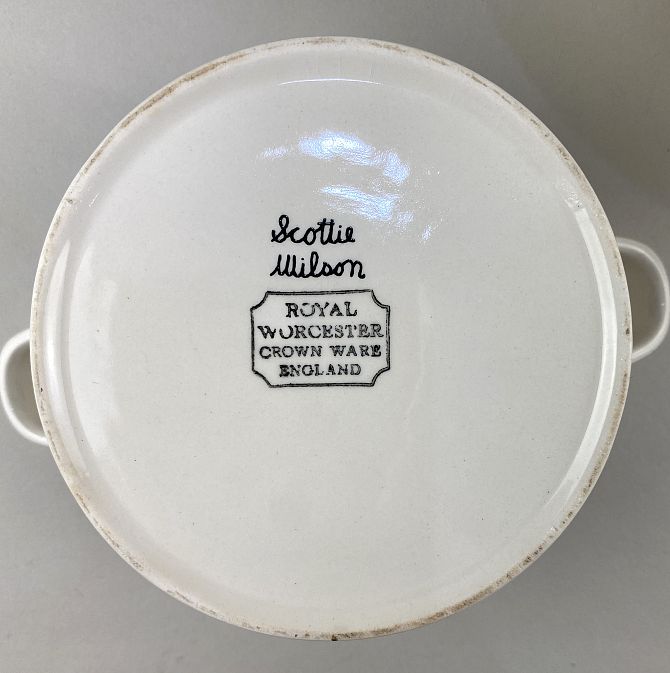 Scottie
Wilson
ROYAL
WORCESTER
CROWN WARE
ENGLAND